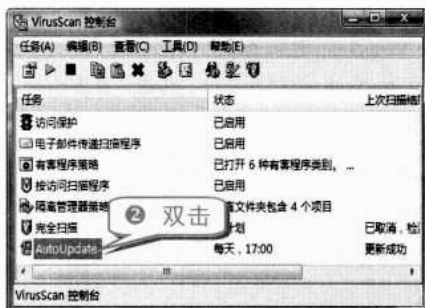 VirusScan 控制台
任务(A) 编辑(B) 查看(C) 工具(D) 帮助(E)
任务 状态 上次扫描结
访问保护 已启用
电子邮件传递扫描程序 已启用
有害程序策略 已打开 6 种有害程序类别。 ...
按访问扫描程序 已启用
隔离管理器策略 文件夹包含 4 个项目
❷ 双击
完全扫描 计划 已取消，检
AutoUpdate 每天，17:00 更新成功
VirusScan 控制台